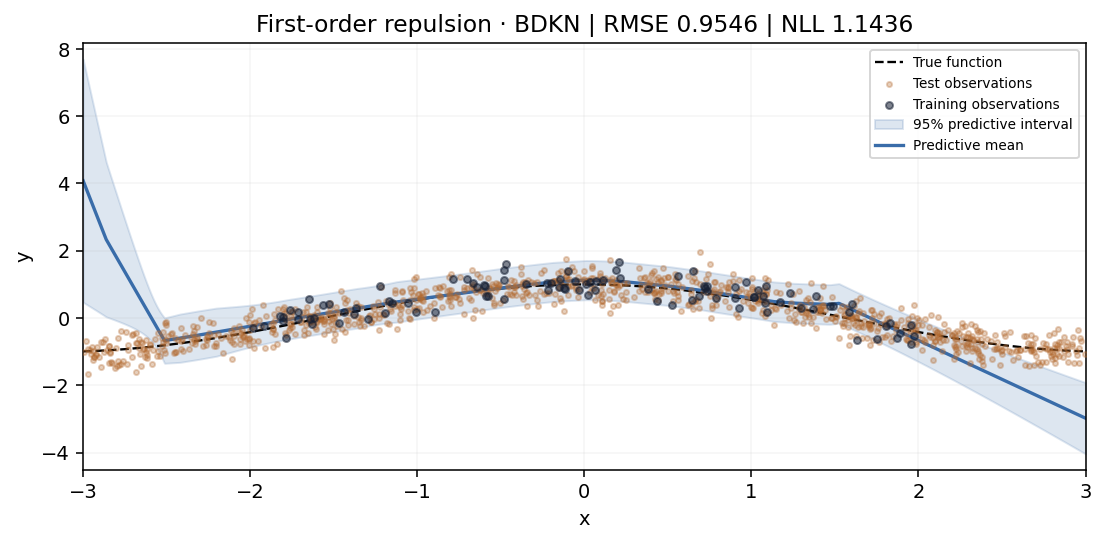 First-order repulsion · BDKN | RMSE 0.9546 | NLL 1.1436
True function
Test observations
Training observations
95% predictive interval
Predictive mean
8
6
4
2
0
−2
−4
y
−3
−2
−1
0
1
2
3
x